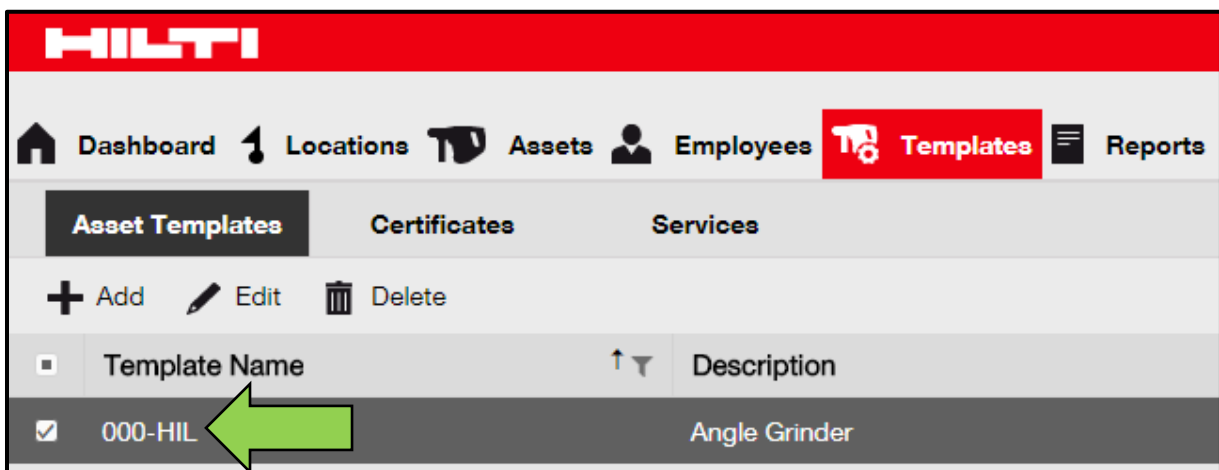 HILTI
Dashboard Locations Assets Employees Templates Reports
Asset Templates Certificates Services
Add Edit Delete
Template Name Description
000-HIL Angle Grinder